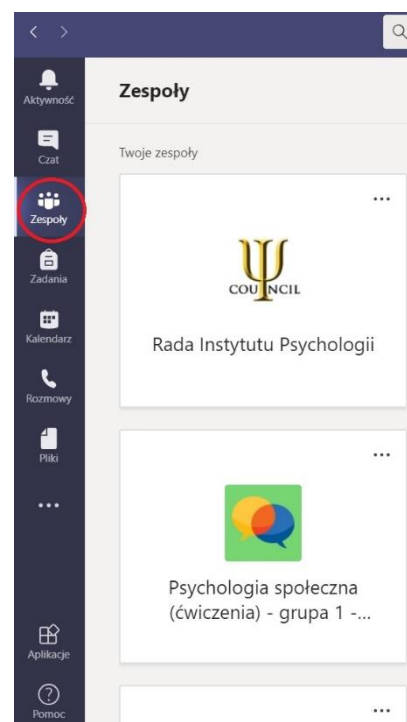 Aktywność
Czat
Zespoły
Zadania
Kalendarz
Rozmowy
Pliki
Aplikacje
Pomoc
Zespoły
Twoje zespoły
COUNCIL
Rada Instytutu Psychologii
Psychologia społeczna
(ćwiczenia) - grupa 1 -...